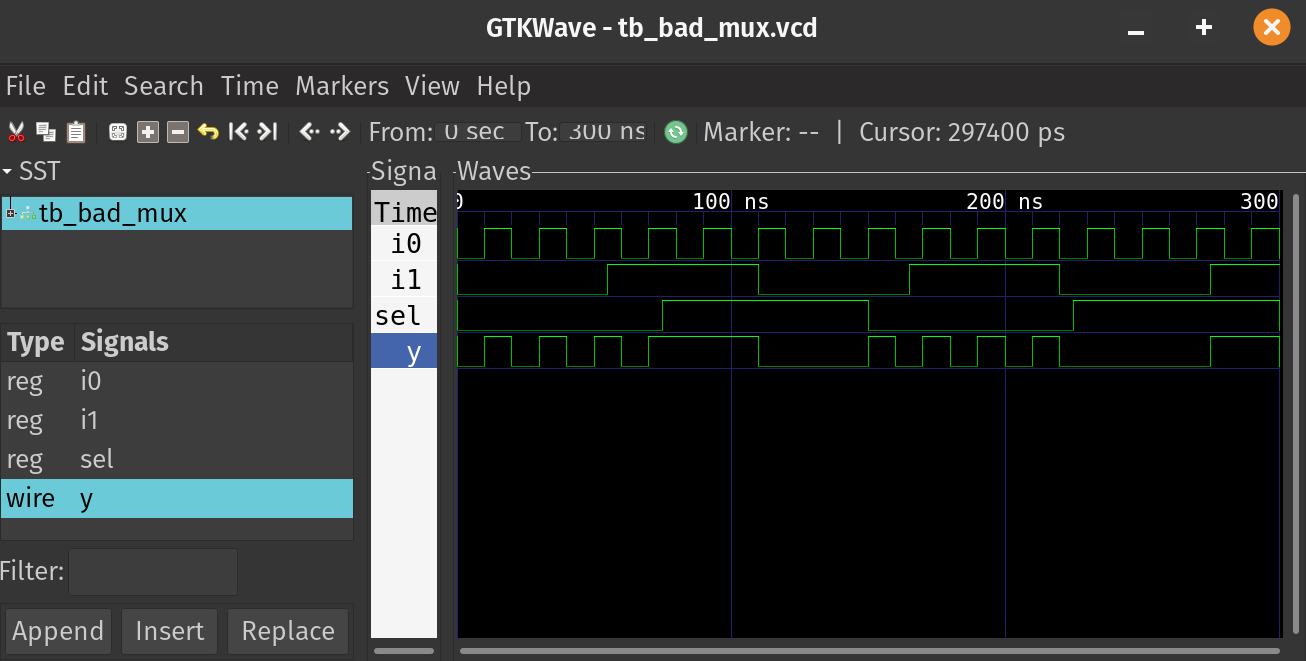 GTKWave - tb_bad_mux.vcd
File Edit Search Time Markers View Help
From: 0 sec To: 300 ns Marker: -- | Cursor: 297400 ps
SST
tb_bad_mux
Type Signals
reg i0
reg i1
reg sel
wire y
Filter:
Append Insert Replace
Signa
Time
i0
i1
sel
y
Waves
0 100 ns 200 ns 300